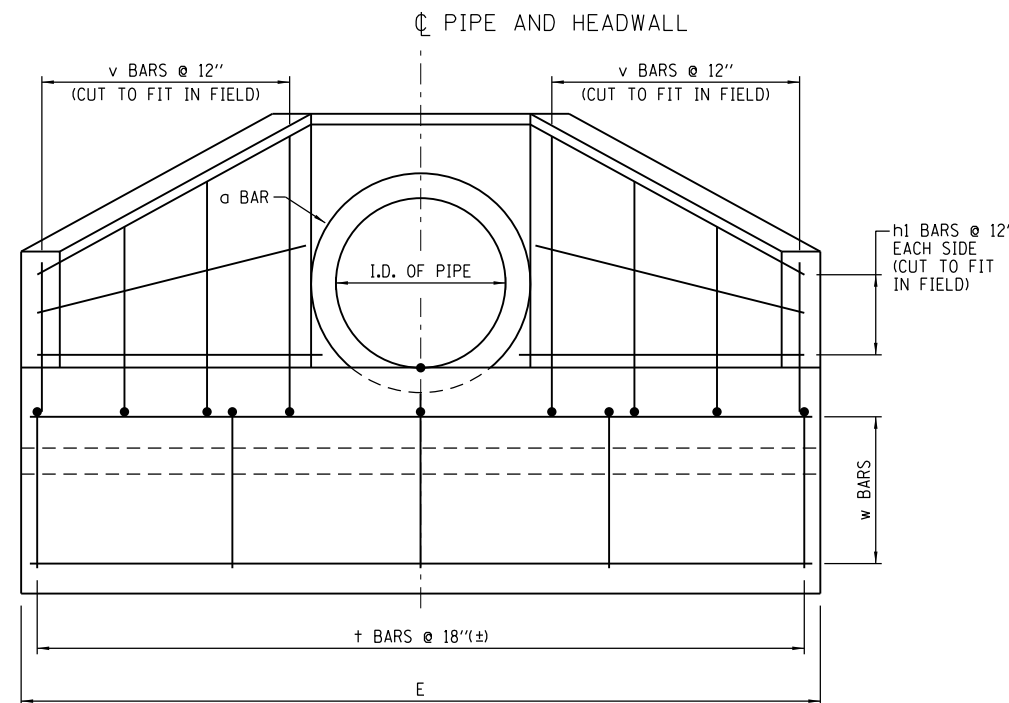 ℄ PIPE AND HEADWALL
v BARS @ 12"
(CUT TO FIT IN FIELD)
v BARS @ 12"
(CUT TO FIT IN FIELD)
a BAR
I.D. OF PIPE
h1 BARS @ 12"
EACH SIDE
(CUT TO FIT
IN FIELD)
w BARS
t BARS @ 18"(±)
E